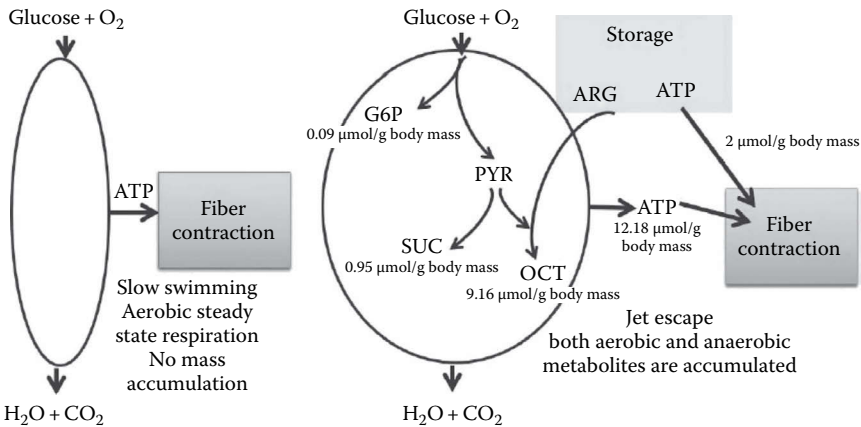 Glucose + O₂
ATP
Fiber
contraction
Slow swimming
Aerobic steady
state respiration
No mass
accumulation
H₂O + CO₂
Glucose + O₂
Storage
ARG
ATP
G6P
0.09 μmol/g body mass
2 μmol/g body mass
PYR
ATP
12.18 μmol/g
body mass
Fiber
contraction
SUC
0.95 μmol/g body mass
OCT
9.16 μmol/g body mass
Jet escape
both aerobic and anaerobic
metabolites are accumulated
H₂O + CO₂